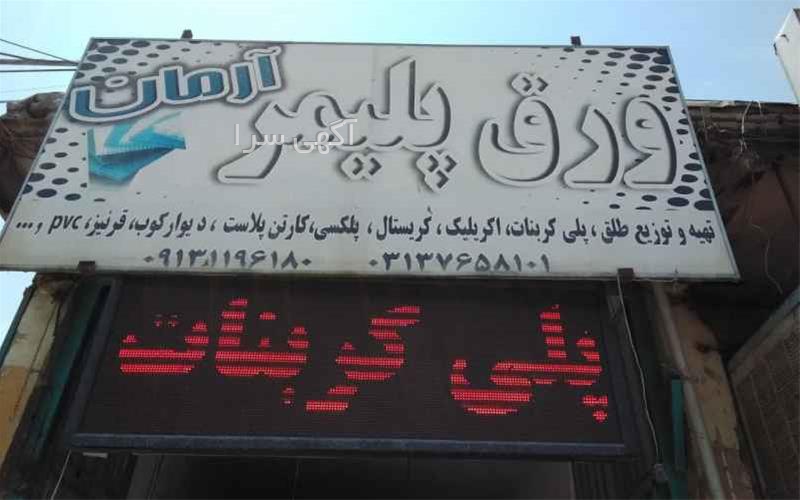 ورق پلیمر آرمان
آگهی سرا
تهیه و توزیع طلق ، پلی کربنات، اکریلیک ، کریستال ، پلکسی،کارتن پلاست ، دیوارکوب، قرنیز، pvc و...
۰۳۱۳۷۶۵۸۱۰۱ ۰۹۱۳۱۱۹۶۱۸۰
پلی کربنات